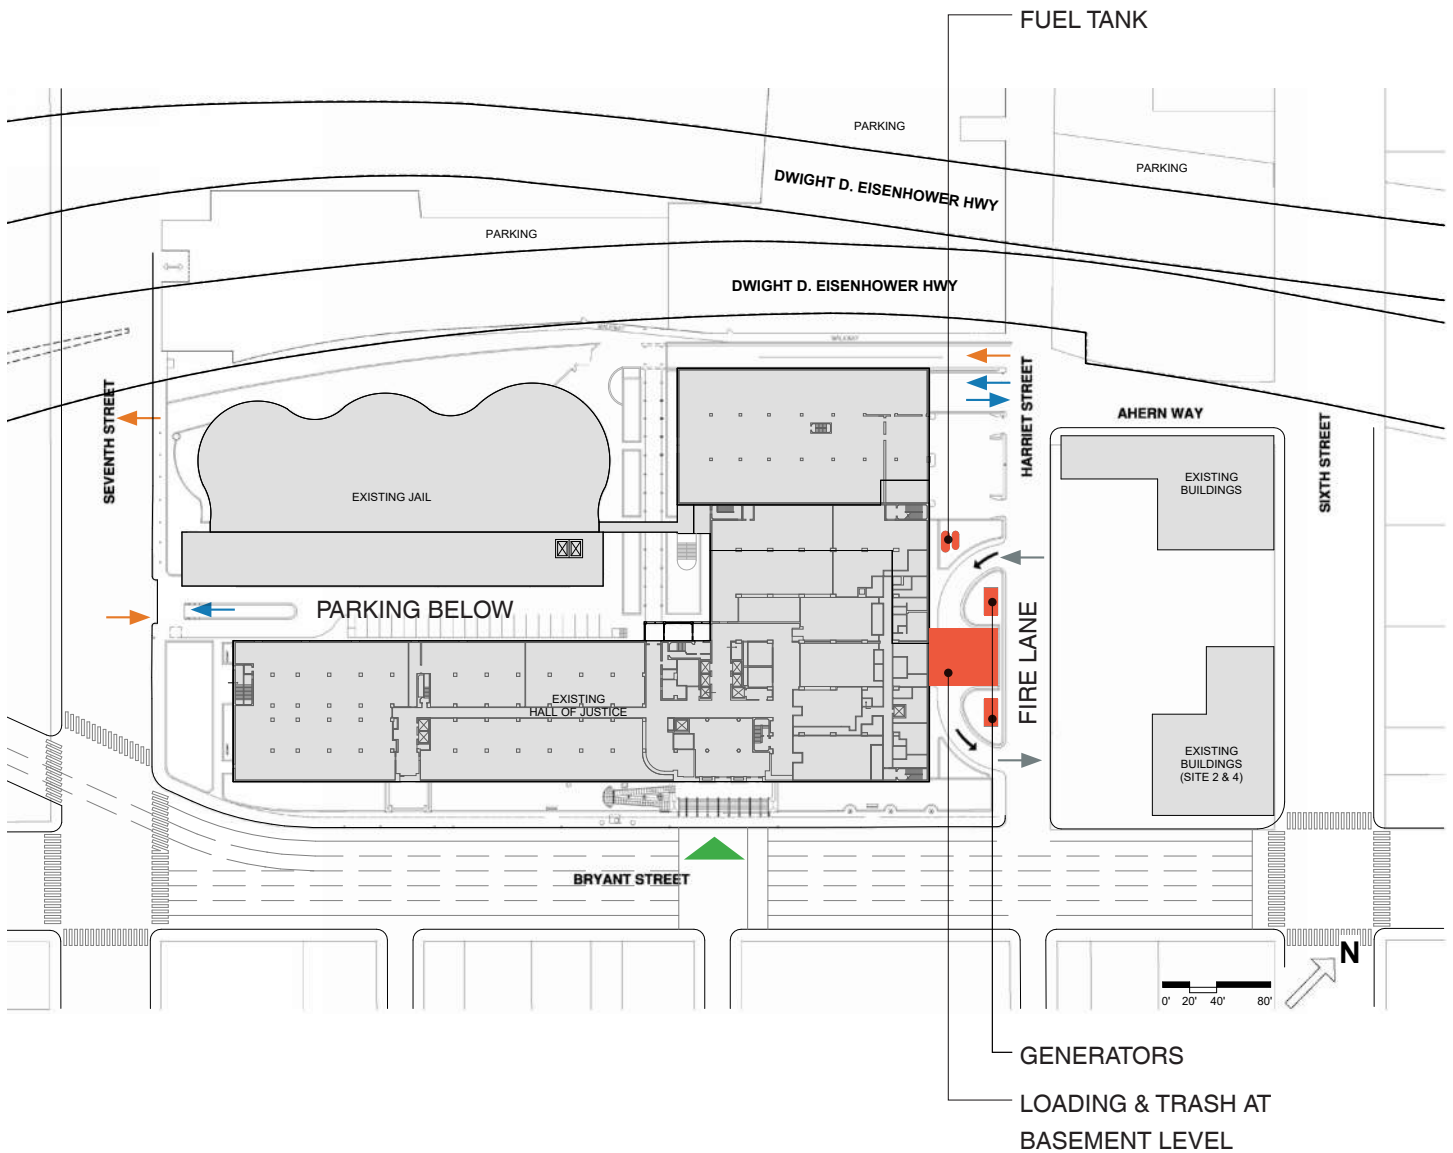 FUEL TANK
PARKING
PARKING
DWIGHT D. EISENHOWER HWY
PARKING
DWIGHT D. EISENHOWER HWY
WALKWAY
SEVENTH STREET
HARRIET STREET
AHERN WAY
SIXTH STREET
EXISTING
BUILDINGS
EXISTING JAIL
PARKING BELOW
FIRE LANE
EXISTING
HALL OF JUSTICE
EXISTING
BUILDINGS
(SITE 2 & 4)
BRYANT STREET
N
0' 20' 40' 80'
GENERATORS
LOADING & TRASH AT
BASEMENT LEVEL